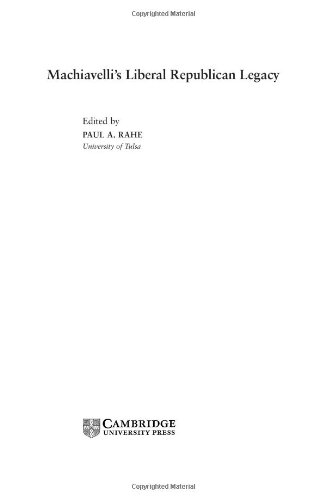 Copyrighted Material
Machiavelli's Liberal Republican Legacy
Edited by
PAUL A. RAHE
University of Tulsa
CAMBRIDGE
UNIVERSITY PRESS
Copyrighted Material